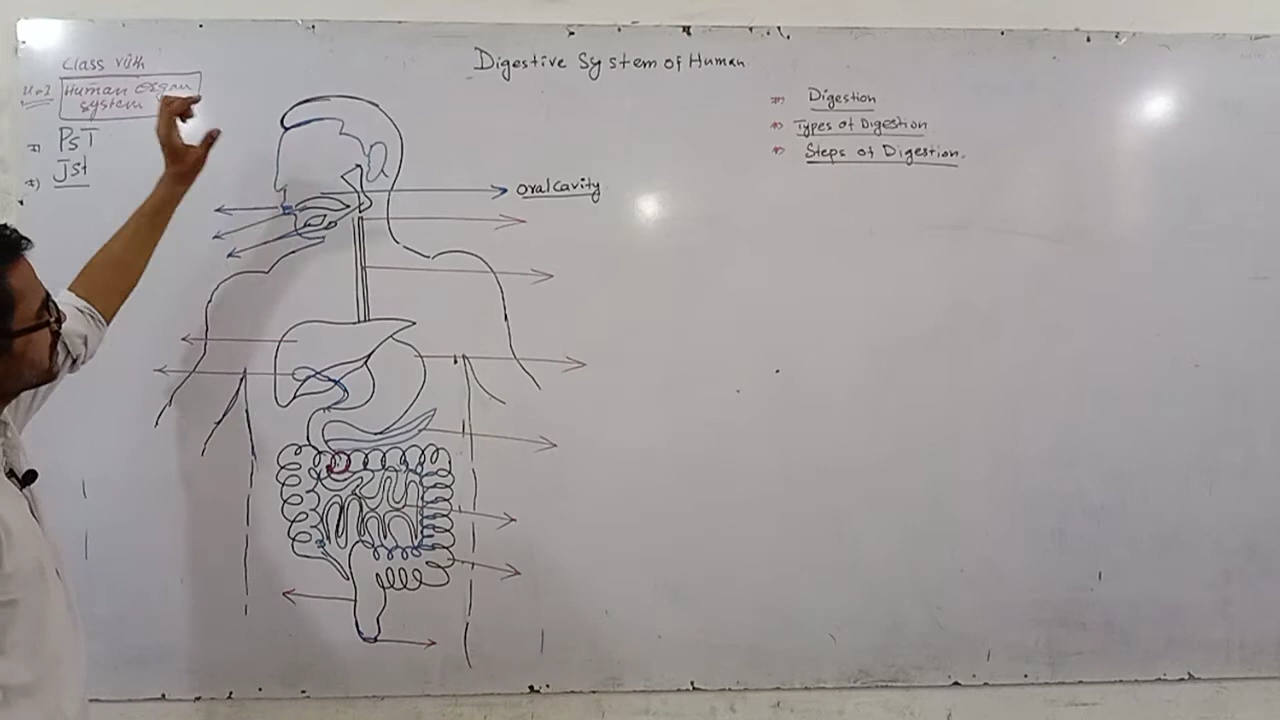 Digestive System of Human
Class VIIth
U-1
Human Organ
system
PST
JSt
Digestion
Types of Digestion
Steps of Digestion.
oral cavity